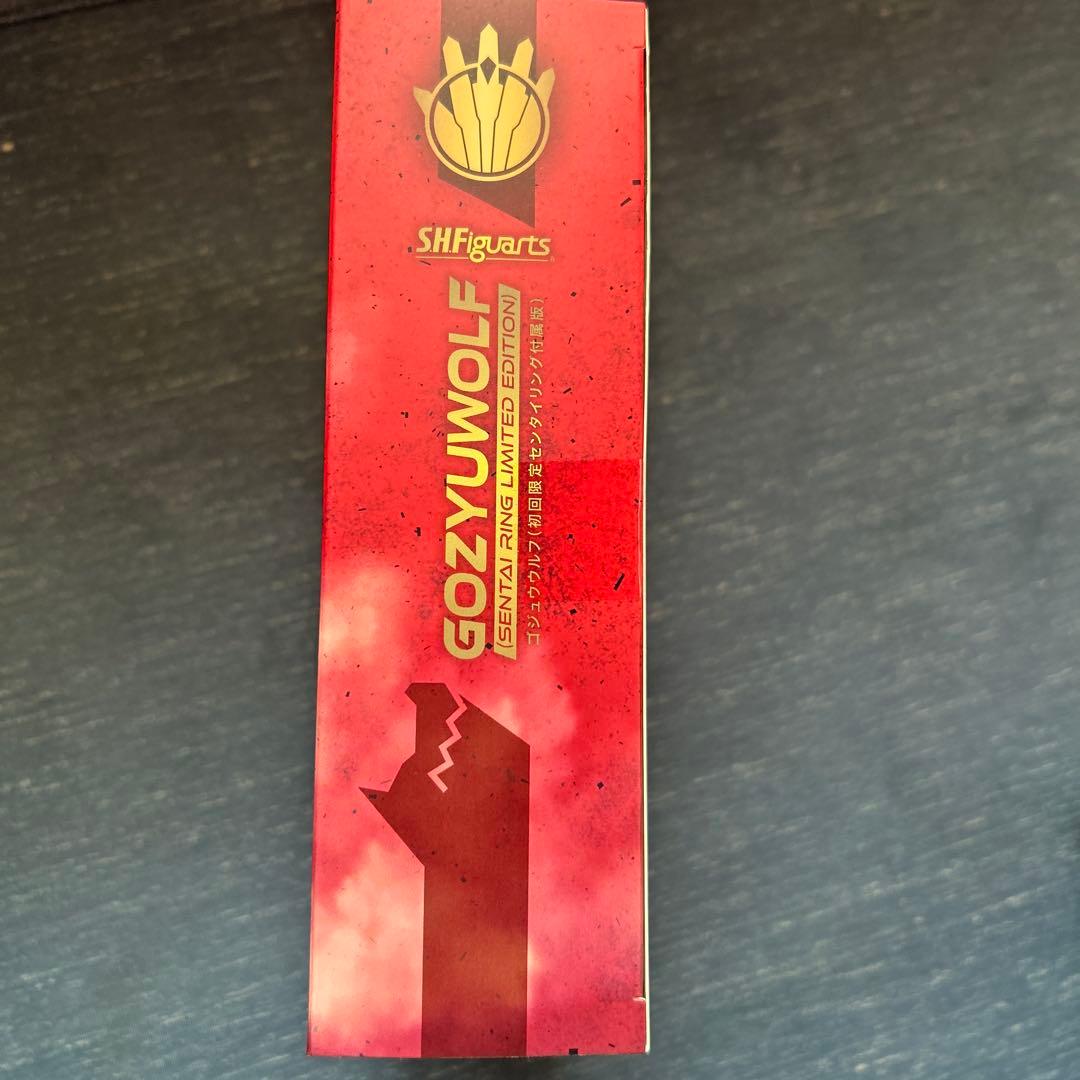 S.H.Figuarts
GOZYUWOLF
(SENTAI RING LIMITED EDITION)
ゴジュウウルフ(初回限定センタイリング付属版)